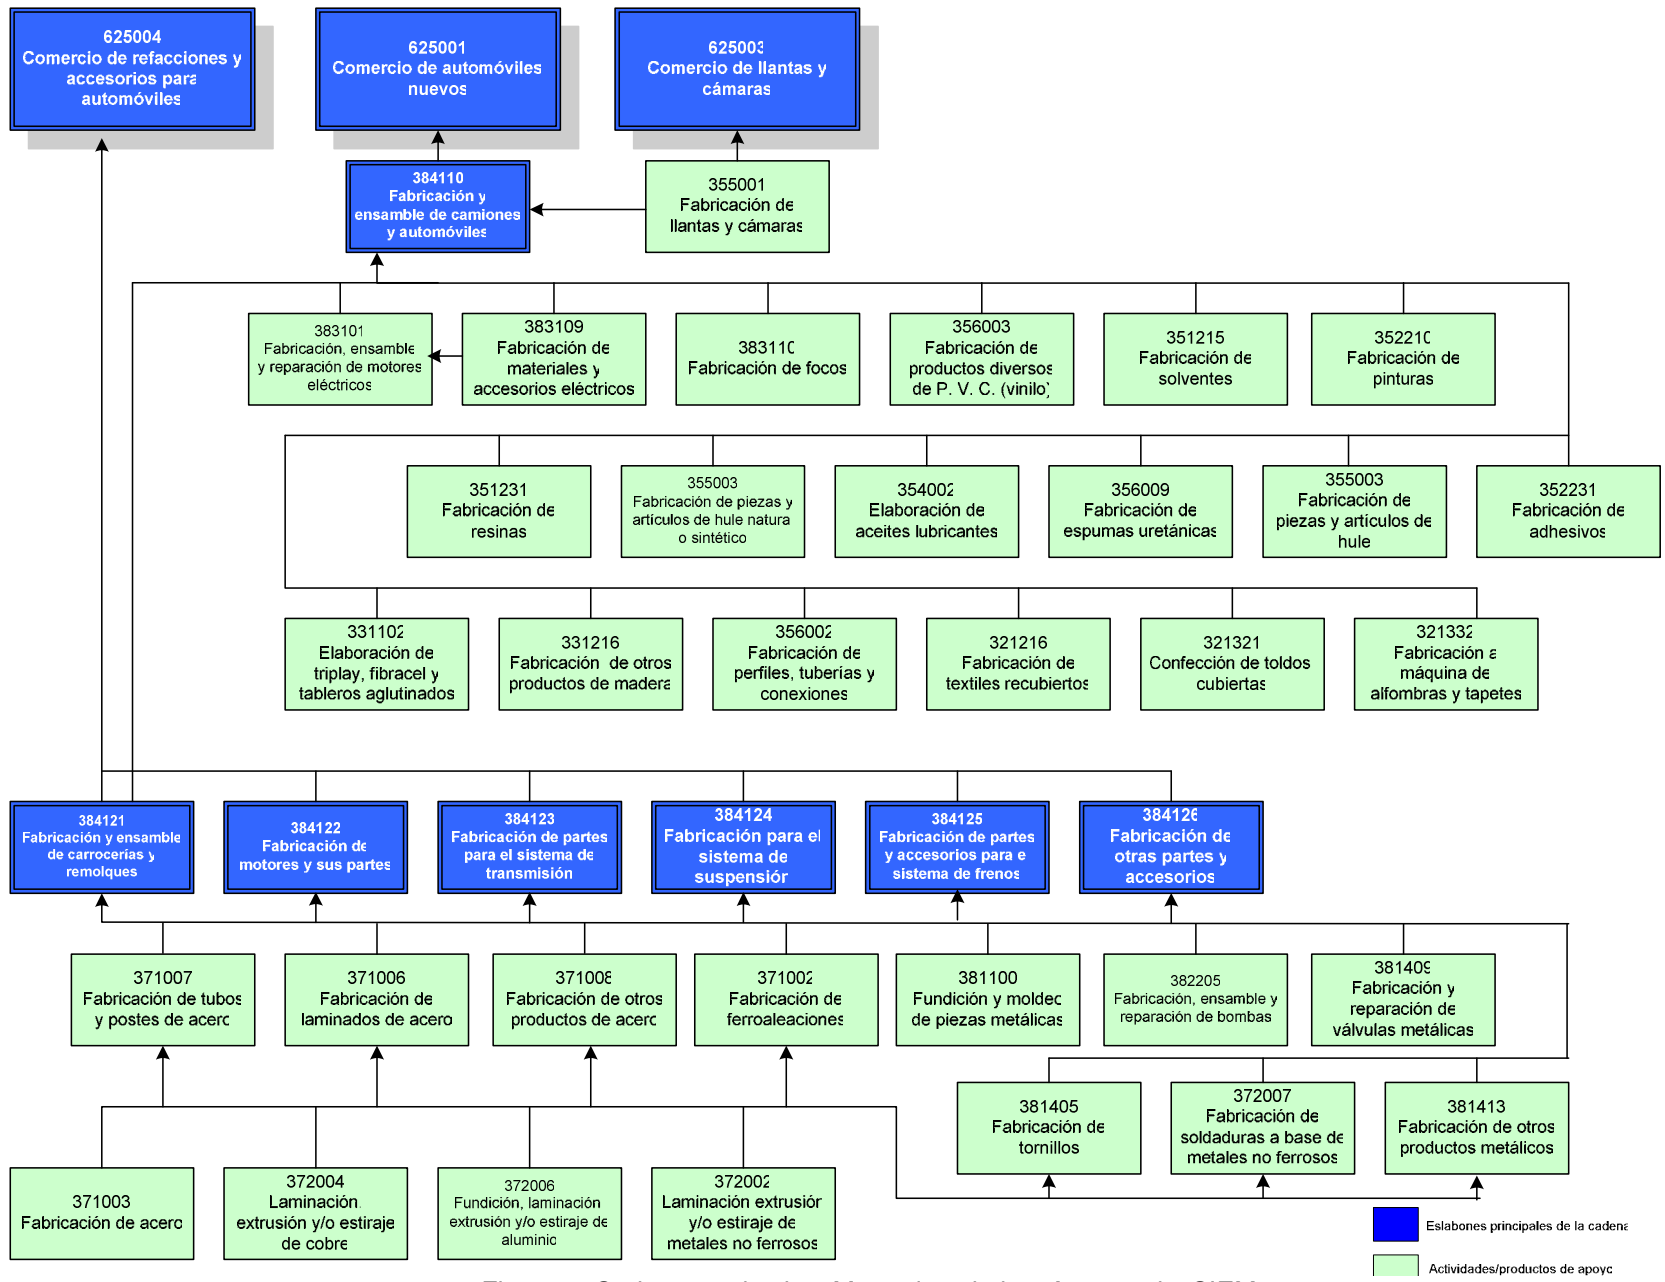 625004
Comercio de refacciones y
accesorios para
automóviles
625001
Comercio de automóviles
nuevos
625003
Comercio de llantas y
cámaras
384110
Fabricación y
ensamble de camiones
y automóviles
355001
Fabricación de
llantas y cámaras
383101
Fabricación, ensamble
y reparación de motores
eléctricos
383109
Fabricación de
materiales y
accesorios eléctricos
383110
Fabricación de focos
356003
Fabricación de
productos diversos
de P. V. C. (vinilo)
351215
Fabricación de
solventes
352210
Fabricación de
pinturas
351231
Fabricación de
resinas
355003
Fabricación de piezas y
artículos de hule natura
o sintético
354002
Elaboración de
aceites lubricantes
356009
Fabricación de
espumas uretánicas
355003
Fabricación de
piezas y artículos de
hule
352231
Fabricación de
adhesivos
331102
Elaboración de
triplay, fibracel y
tableros aglutinados
331216
Fabricación de otros
productos de madera
356002
Fabricación de
perfiles, tuberías y
conexiones
321216
Fabricación de
textiles recubiertos
321321
Confección de toldos
cubiertas
321332
Fabricación a
máquina de
alfombras y tapetes
384121
Fabricación y ensamble
de carrocerías y
remolques
384122
Fabricación de
motores y sus partes
384123
Fabricación de partes
para el sistema de
transmisión
384124
Fabricación para el
sistema de
suspensión
384125
Fabricación de partes
y accesorios para e
sistema de frenos
384126
Fabricación de
otras partes y
accesorios
371007
Fabricación de tubos
y postes de acero
371006
Fabricación de
laminados de acero
371008
Fabricación de otros
productos de acero
371002
Fabricación de
ferroaleaciones
381100
Fundición y moldeo
de piezas metálicas
382205
Fabricación, ensamble y
reparación de bombas
381409
Fabricación y
reparación de
válvulas metálicas
381405
Fabricación de
tornillos
372007
Fabricación de
soldaduras a base de
metales no ferrosos
381413
Fabricación de otros
productos metálicos
371003
Fabricación de acero
372004
Laminación,
extrusión y/o estiraje
de cobre
372006
Fundición, laminación
extrusión y/o estiraje de
aluminio
372002
Laminación extrusión
y/o estiraje de
metales no ferrosos
Eslabones principales de la cadena
Actividades/productos de apoyo